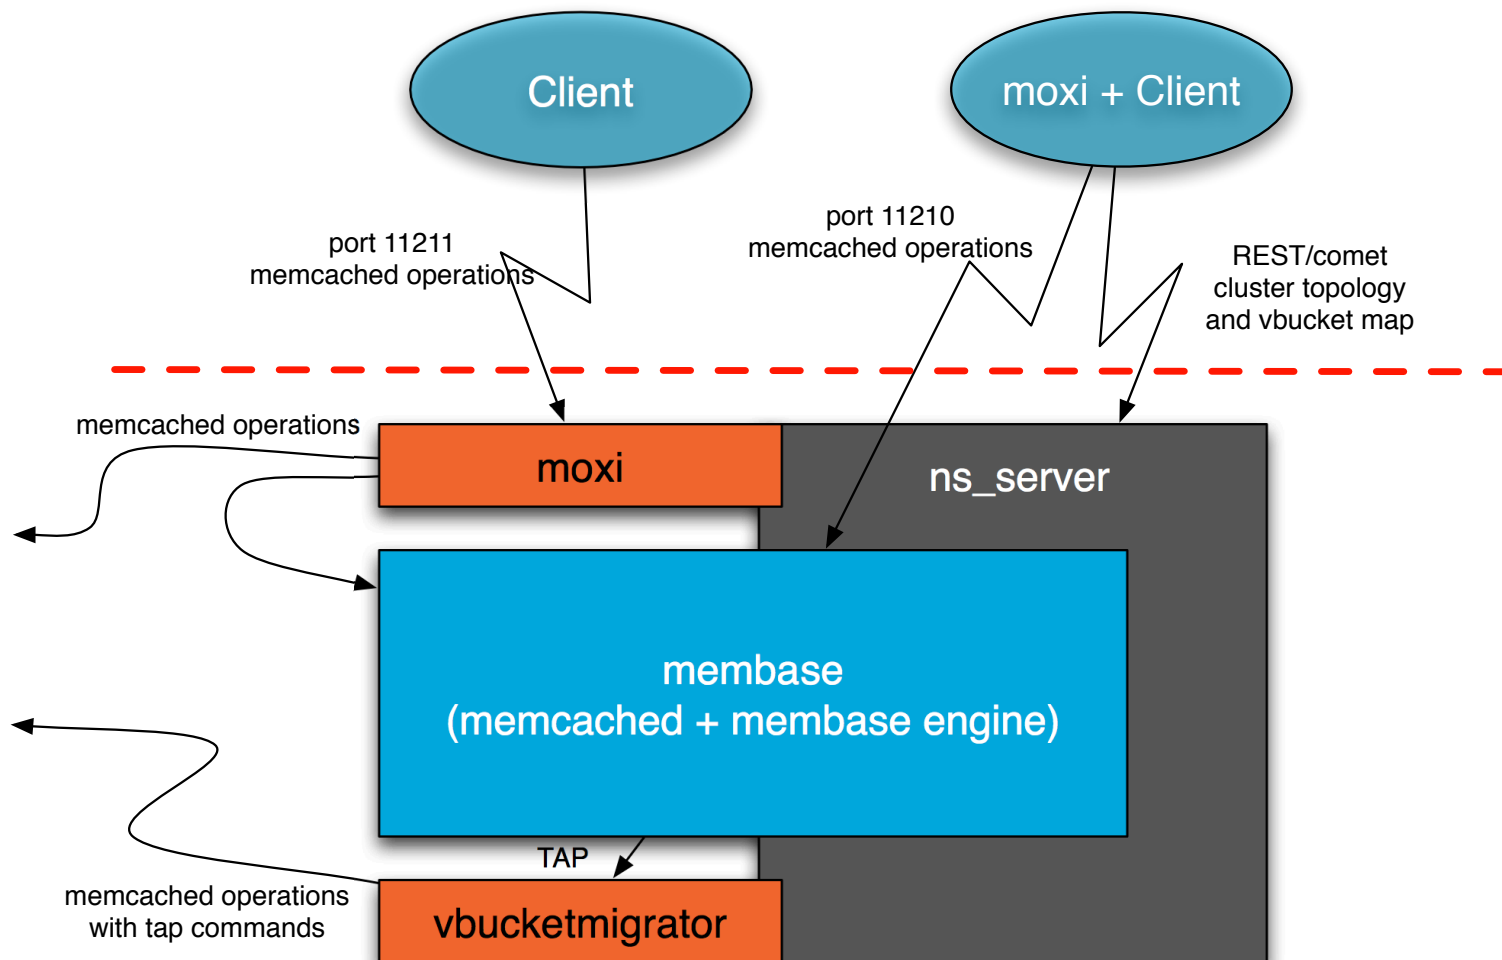 Client
moxi + Client
port 11211
memcached operations
port 11210
memcached operations
REST/comet
cluster topology
and vbucket map
memcached operations
moxi
ns_server
membase
(memcached + membase engine)
TAP
memcached operations
with tap commands
vbucketmigrator